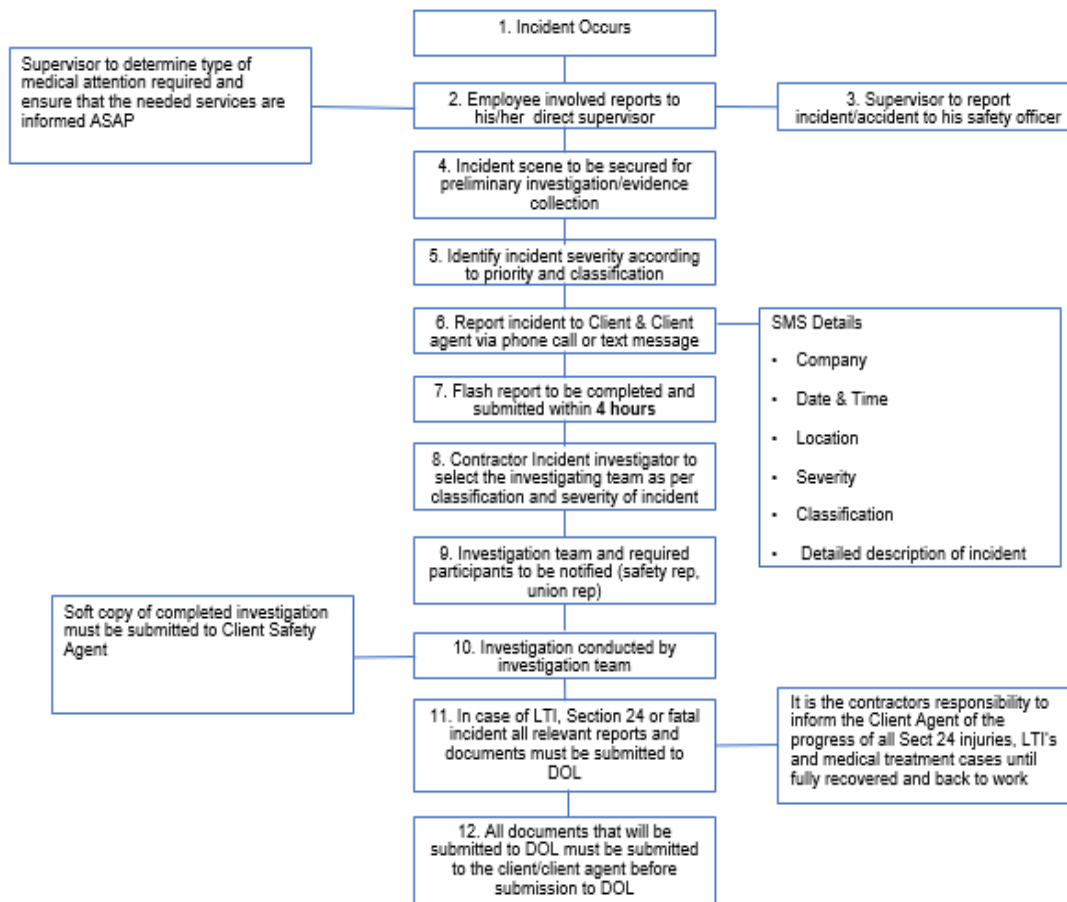 1. Incident Occurs
Supervisor to determine type of
medical attention required and
ensure that the needed services are
informed ASAP
2. Employee involved reports to
his/her direct supervisor
3. Supervisor to report
incident/accident to his safety officer
4. Incident scene to be secured for
preliminary investigation/evidence
collection
5. Identify incident severity according
to priority and classification
6. Report incident to Client & Client
agent via phone call or text message
SMS Details
• Company
• Date & Time
• Location
• Severity
• Classification
• Detailed description of incident
7. Flash report to be completed and
submitted within 4 hours
8. Contractor Incident investigator to
select the investigating team as per
classification and severity of incident
9. Investigation team and required
participants to be notified (safety rep,
union rep)
Soft copy of completed investigation
must be submitted to Client Safety
Agent
10. Investigation conducted by
investigation team
11. In case of LTI, Section 24 or fatal
incident all relevant reports and
documents must be submitted to
DOL
It is the contractors responsibility to
inform the Client Agent of the
progress of all Sect 24 injuries, LTI's
and medical treatment cases until
fully recovered and back to work
12. All documents that will be
submitted to DOL must be submitted
to the client/client agent before
submission to DOL